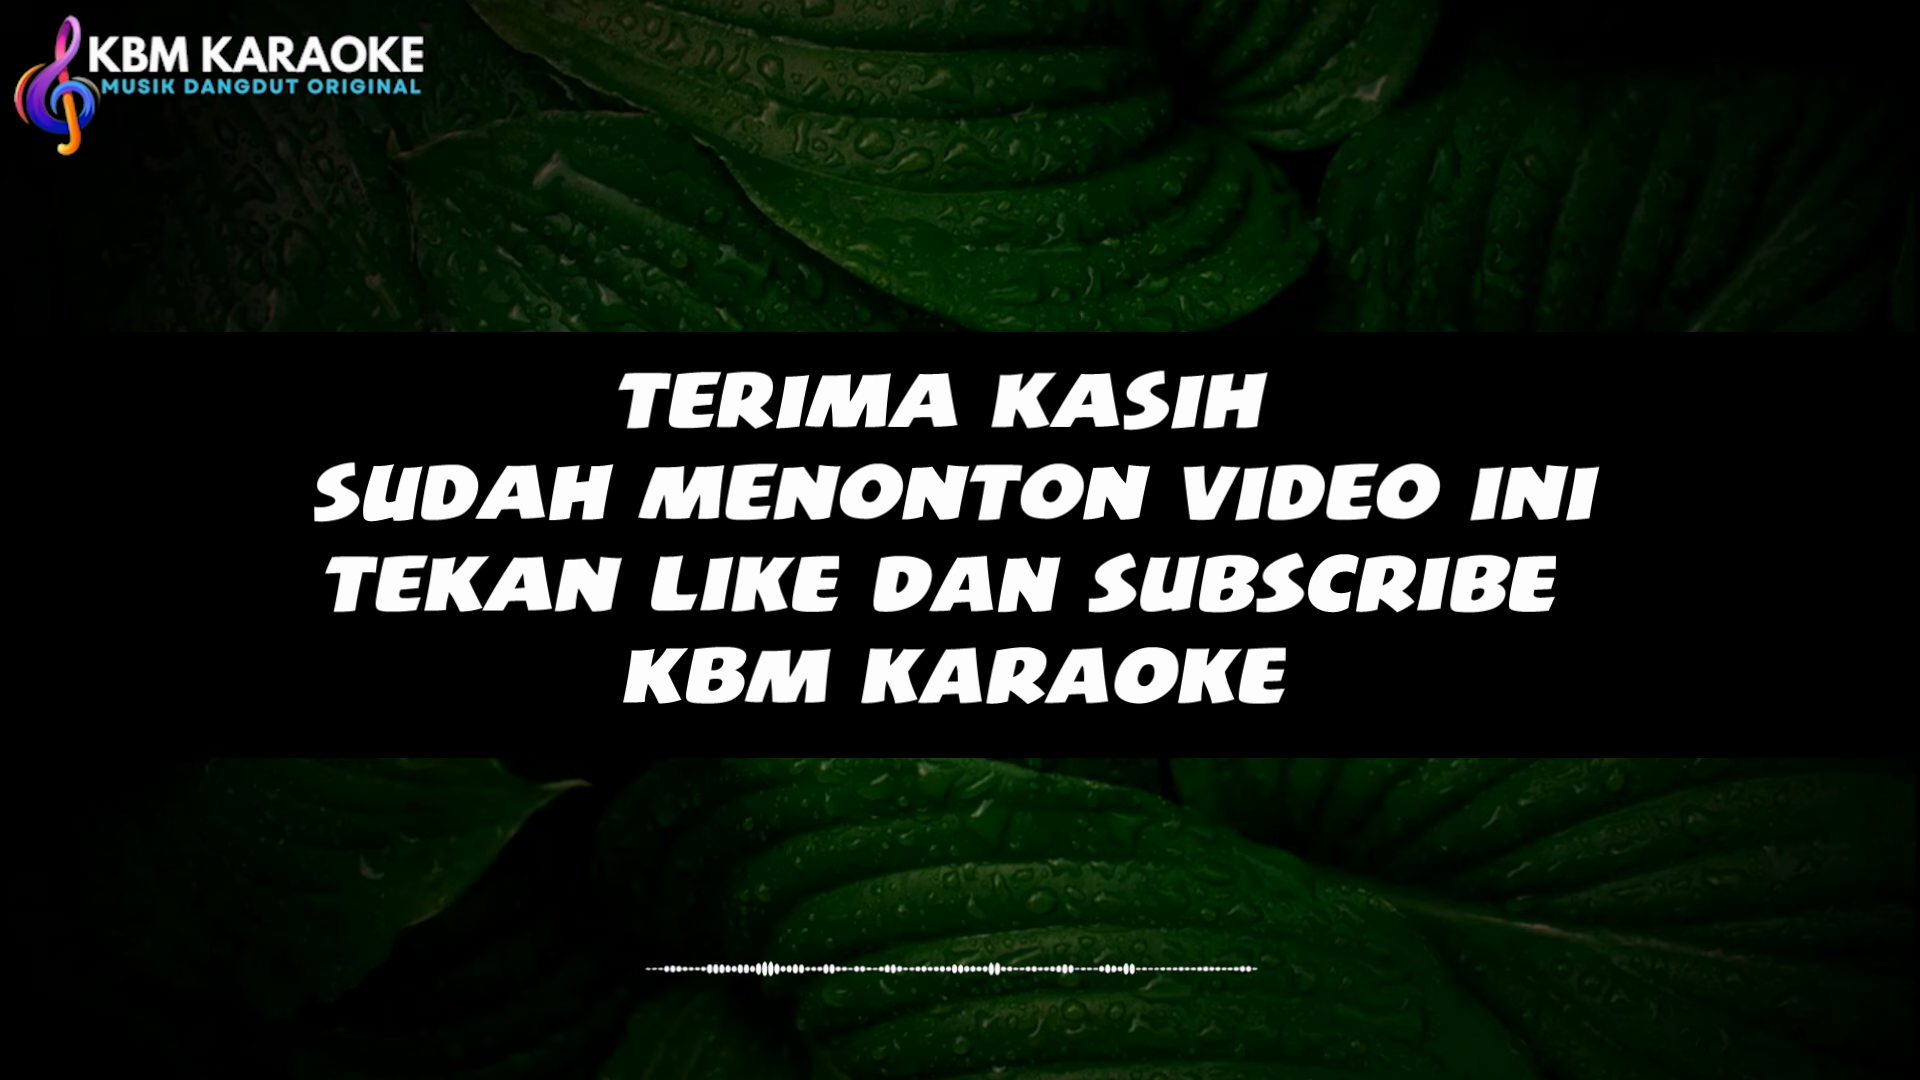 KBM KARAOKE
MUSIK DANGDUT ORIGINAL
TERIMA KASIH
SUDAH MENONTON VIDEO INI
TEKAN LIKE DAN SUBSCRIBE
KBM KARAOKE